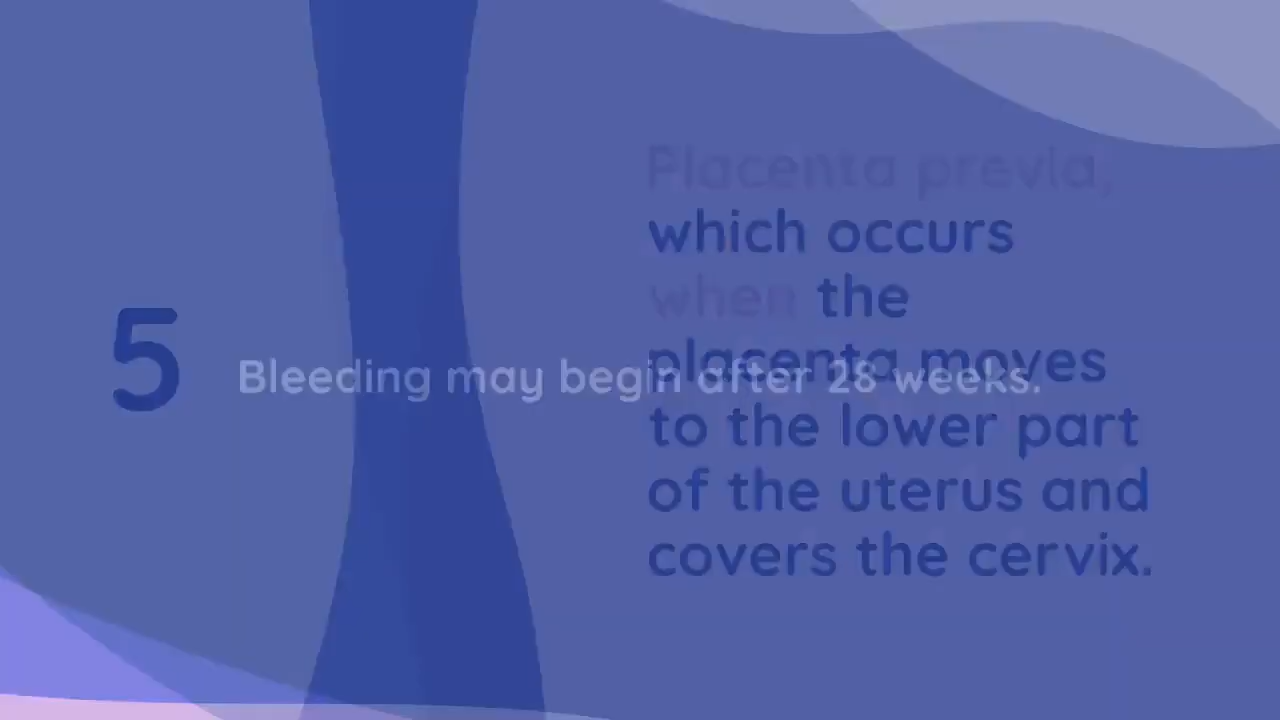 5
Placenta previa,
which occurs
when the
placenta moves
to the lower part
of the uterus and
covers the cervix.
Bleeding may begin after 28 weeks.